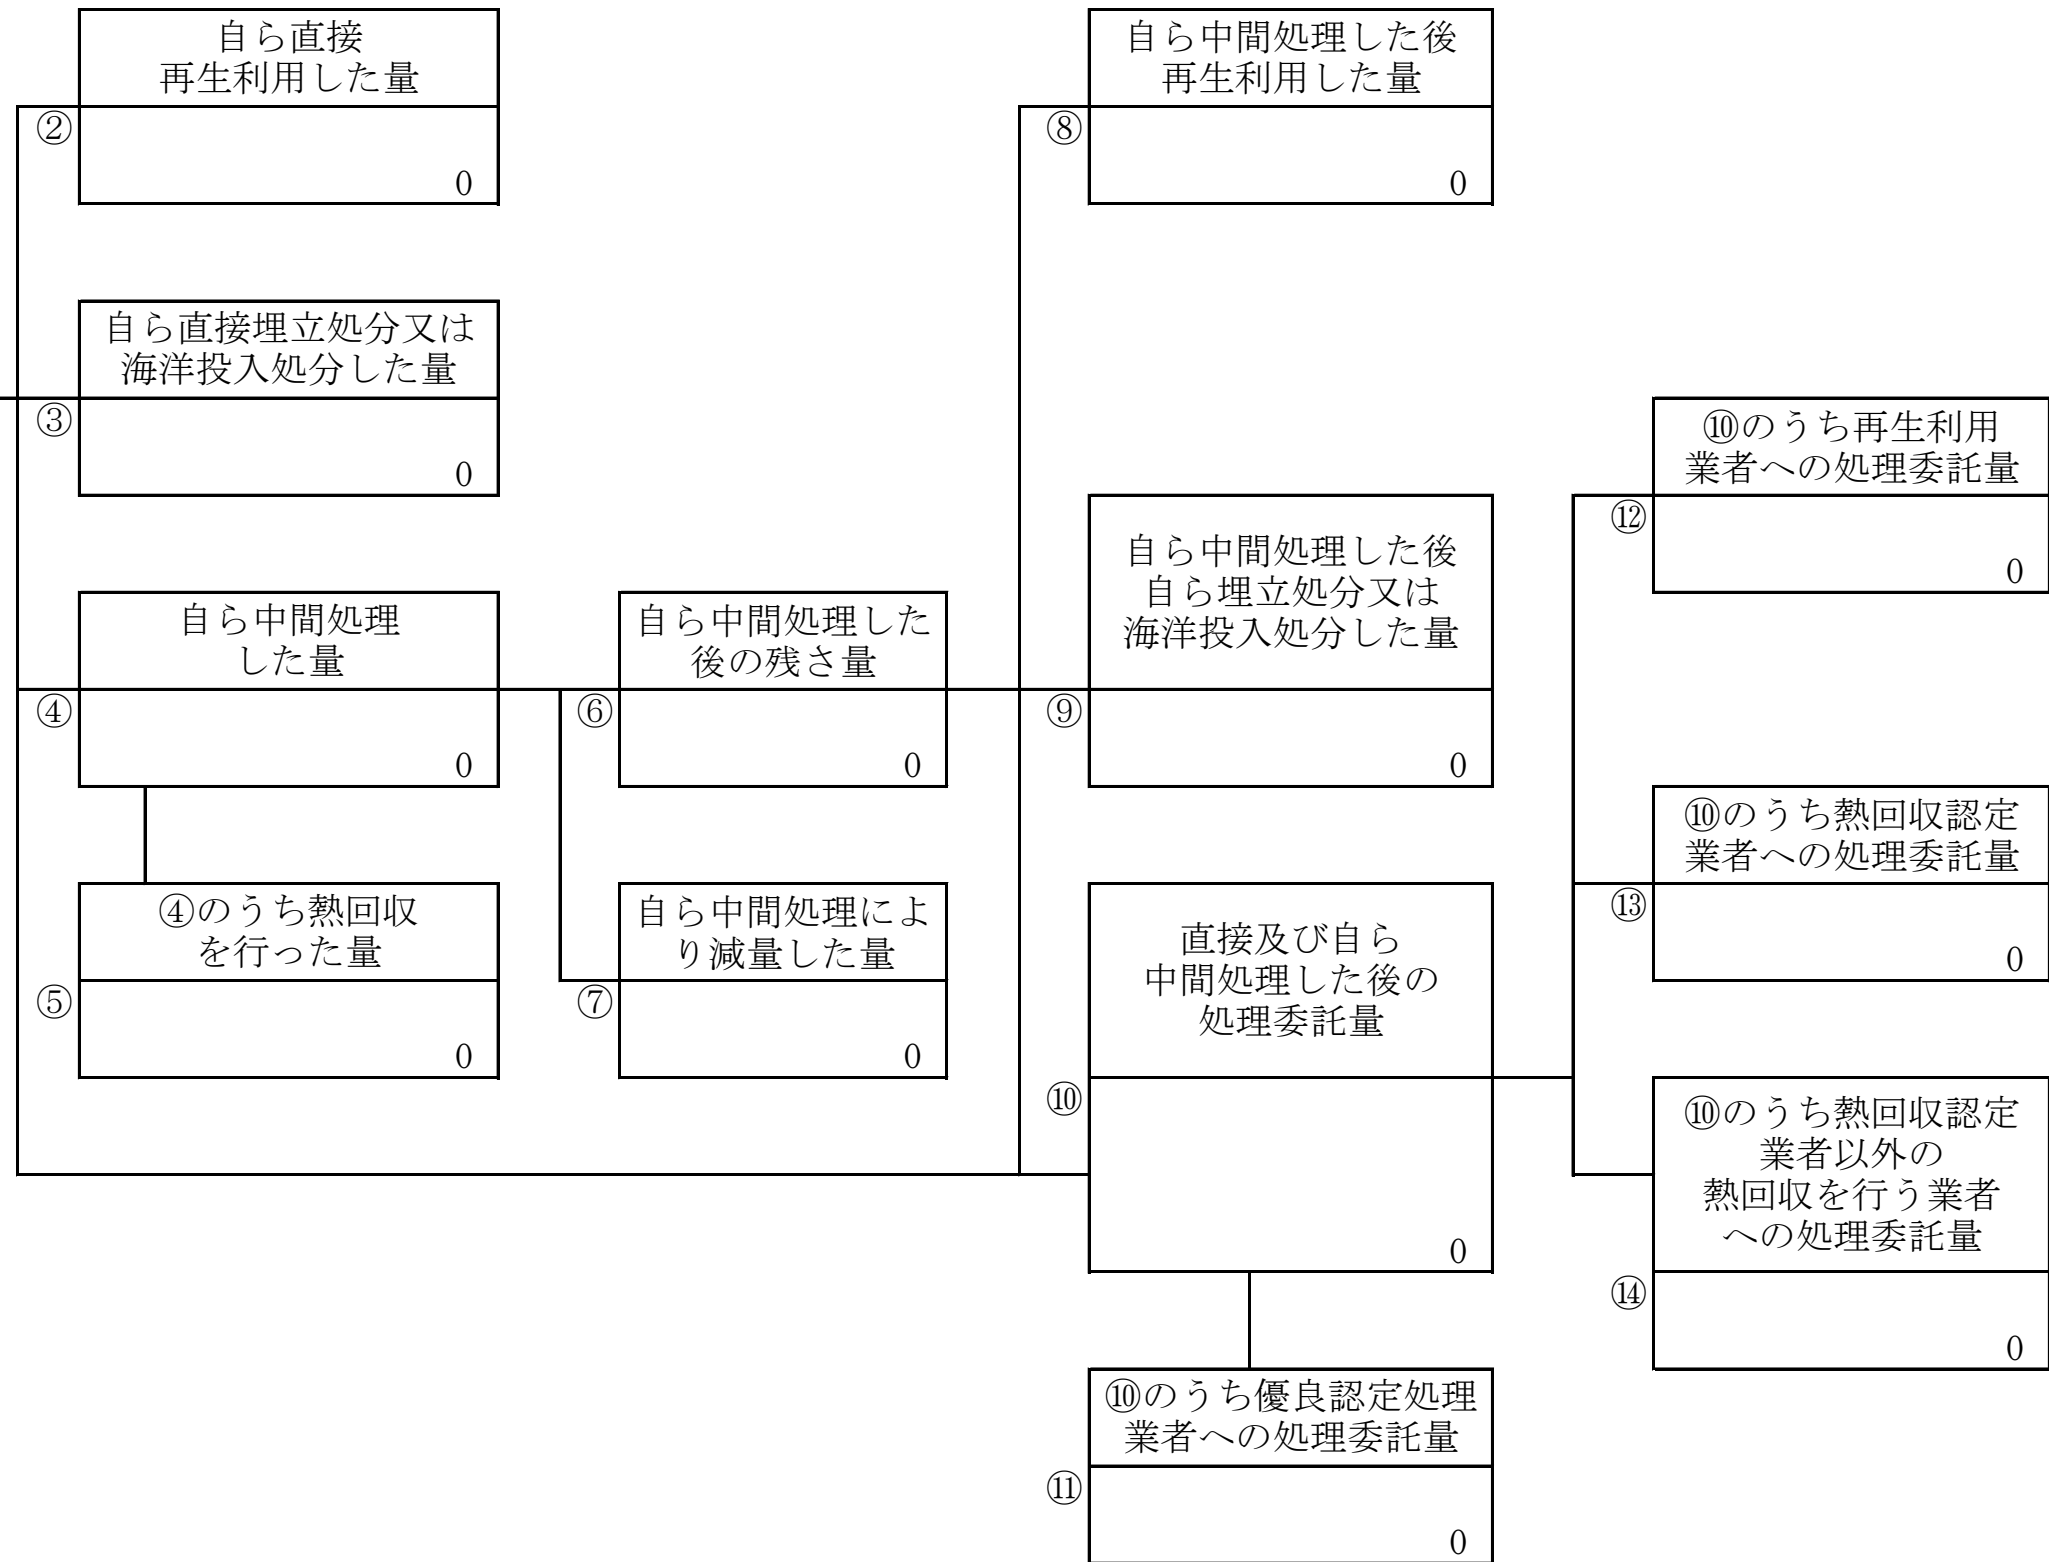 自ら直接
再生利用した量
②
0
自ら中間処理した後
再生利用した量
⑧
0
自ら直接埋立処分又は
海洋投入処分した量
③
0
⑩のうち再生利用
業者への処理委託量
⑫
0
自ら中間処理
した量
④
0
自ら中間処理した
後の残さ量
⑥
0
自ら中間処理した後
自ら埋立処分又は
海洋投入処分した量
⑨
0
⑩のうち熱回収認定
業者への処理委託量
⑬
0
④のうち熱回収
を行った量
⑤
0
自ら中間処理によ
り減量した量
⑦
0
直接及び自ら
中間処理した後の
処理委託量
⑩
0
⑩のうち熱回収認定
業者以外の
熱回収を行う業者
への処理委託量
⑭
0
⑩のうち優良認定処理
業者への処理委託量
⑪
0